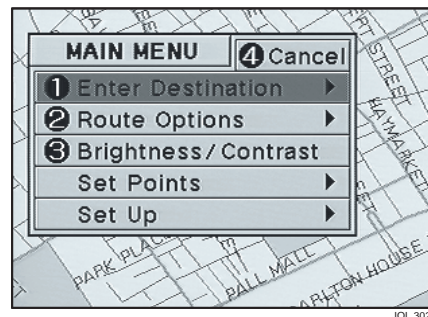 MAIN MENU
4 Cancel
1 Enter Destination
2 Route Options
3 Brightness/Contrast
Set Points
Set Up
STREET
HAYMARKET
PARK PLACE
PALL MALL
CARLTON HOUSE